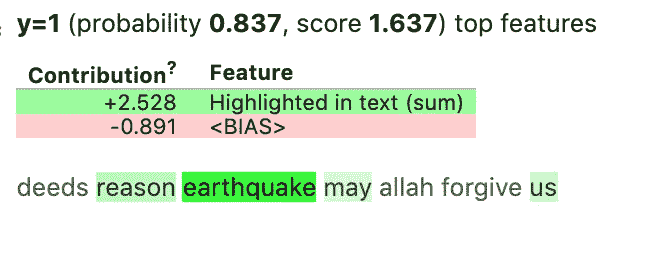 y=1 (probability 0.837, score 1.637) top features
Contribution? Feature
+2.528 Highlighted in text (sum)
-0.891 <BIAS>
deeds reason earthquake may allah forgive us